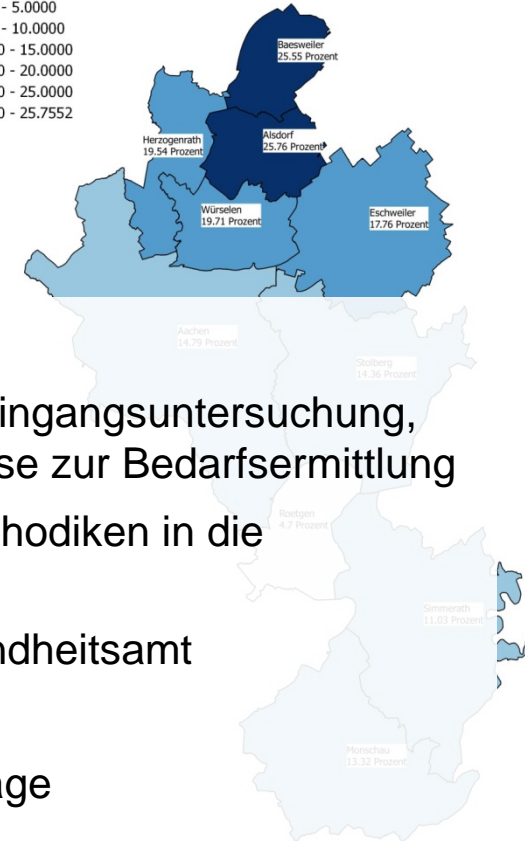 - 5.0000
- 10.0000
0 - 15.0000
0 - 20.0000
0 - 25.0000
0 - 25.7552
Baesweiler
25.55 Prozent
Alsdorf
25.76 Prozent
Herzogenrath
19.54 Prozent
Würselen
19.71 Prozent
Eschweiler
17.76 Prozent
Aachen
14.79 Prozent
Stolberg
14.36 Prozent
ingangsuntersuchung,
se zur Bedarfsermittlung
Roetgen
4.7 Prozent
hodiken in die
Simmerath
11.03 Prozent
ndheitsamt
Monschau
13.32 Prozent
age